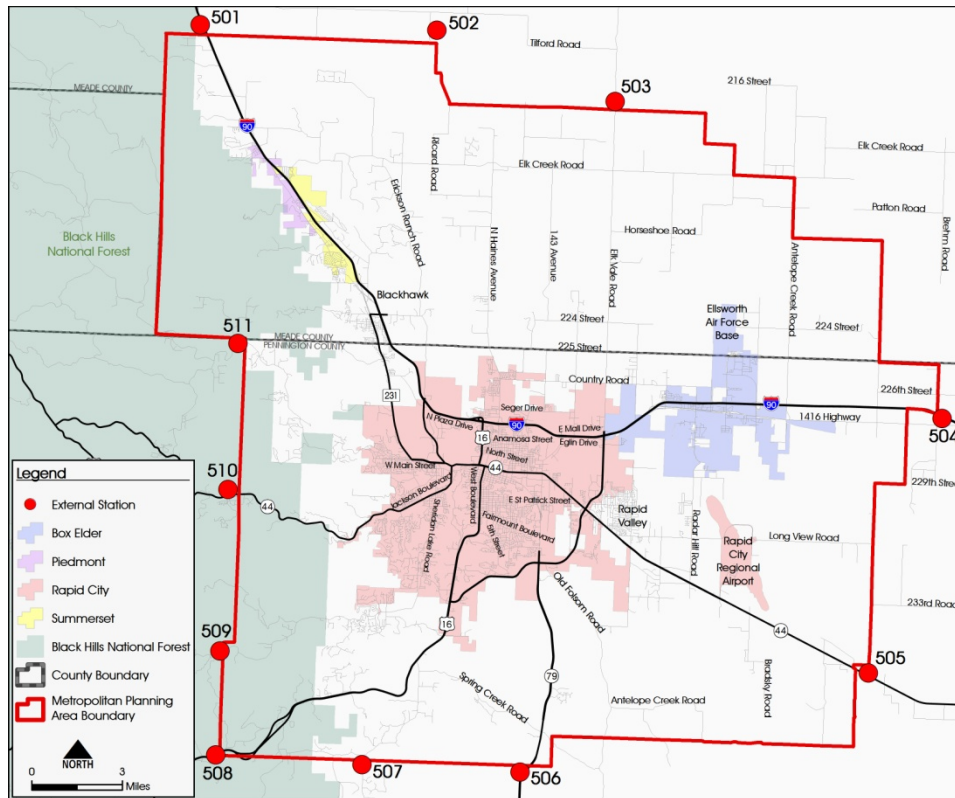 501
502
Tilford Road
216 Street
503
MEADE COUNTY
90
Elk Creek Road
Elk Creek Road
Ricard Road
Erickson Ranch Road
Patton Road
Black Hills
National Forest
N Haines Avenue
143 Avenue
Elk Vale Road
Horseshoe Road
Antelope Creek Road
Brehm Road
Blackhawk
Ellsworth
Air Force
Base
224 Street
224 Street
511
MEADE COUNTY
PENNINGTON COUNTY
225 Street
Country Road
226th Street
231
Seger Drive
90
1416 Highway
504
N Plaza Drive
90
E Mall Drive
16
Anamosa Street
Eglin Drive
North Street
W Main Street
44
229th Street
Legend
External Station
Box Elder
Piedmont
Rapid City
Summerset
Black Hills National Forest
County Boundary
Metropolitan Planning
Area Boundary
NORTH
0 3
Miles
510
44
Jackson Boulevard
West Boulevard
E St Patrick Street
Rapid
Valley
Sheridan Lake Road
5th Street
Fairmount Boulevard
Radar Hill Road
Long View Road
Rapid
City
Regional
Airport
Old Folsom Road
233rd Road
16
44
509
505
79
Spring Creek Road
Antelope Creek Road
Bradsky Road
508
507
506